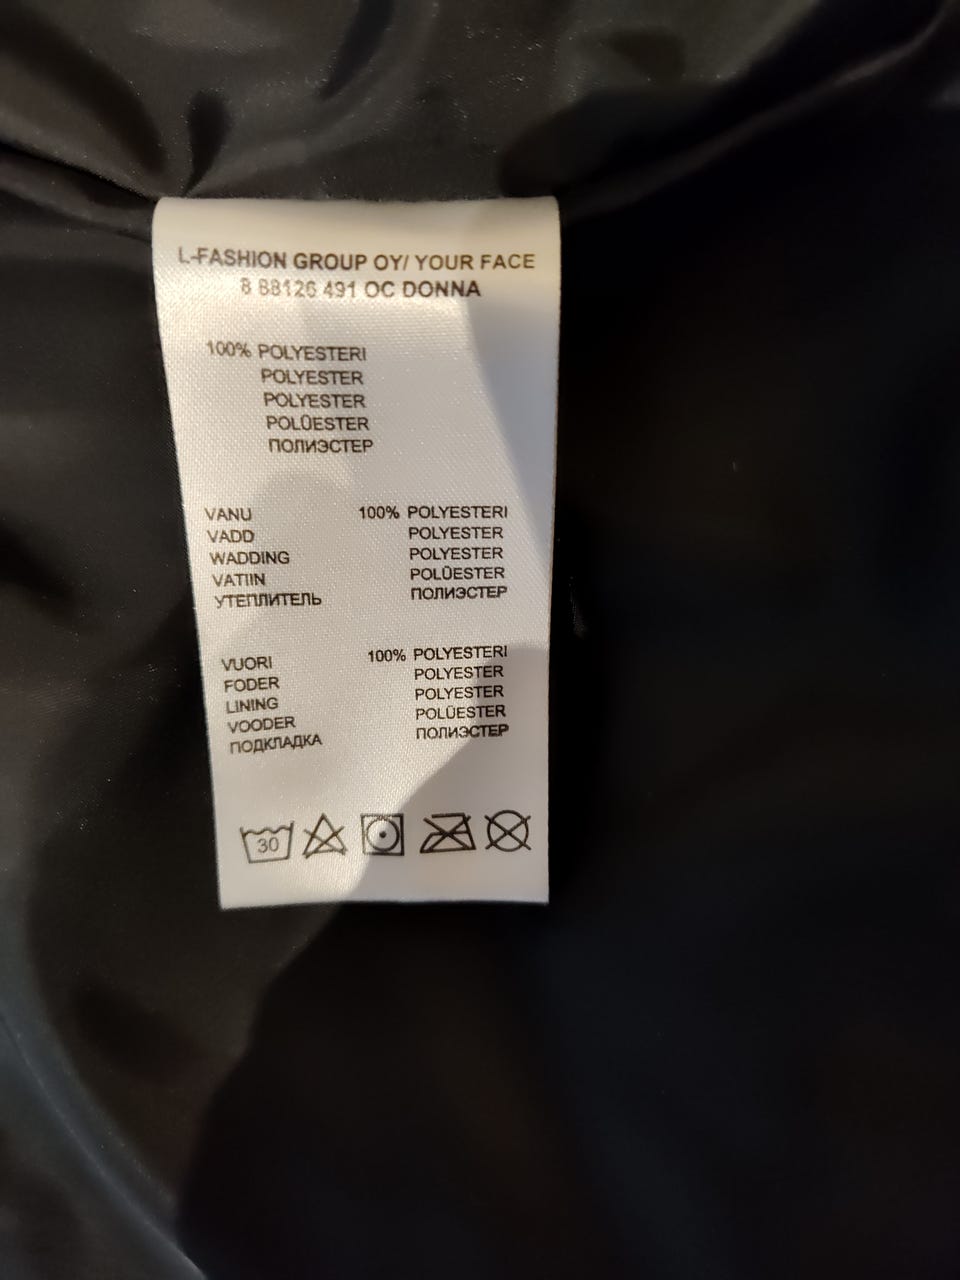 L-FASHION GROUP OY/ YOUR FACE
8 88126 491 OC DONNA
100% POLYESTERI
POLYESTER
POLYESTER
POLÜESTER
ПОЛИЭСТЕР
VANU 100% POLYESTERI
VADD POLYESTER
WADDING POLYESTER
VATIIN POLÜESTER
УТЕПЛИТЕЛЬ ПОЛИЭСТЕР
VUORI 100% POLYESTERI
FODER POLYESTER
LINING POLYESTER
VOODER POLÜESTER
ПОДКЛАДКА ПОЛИЭСТЕР
30